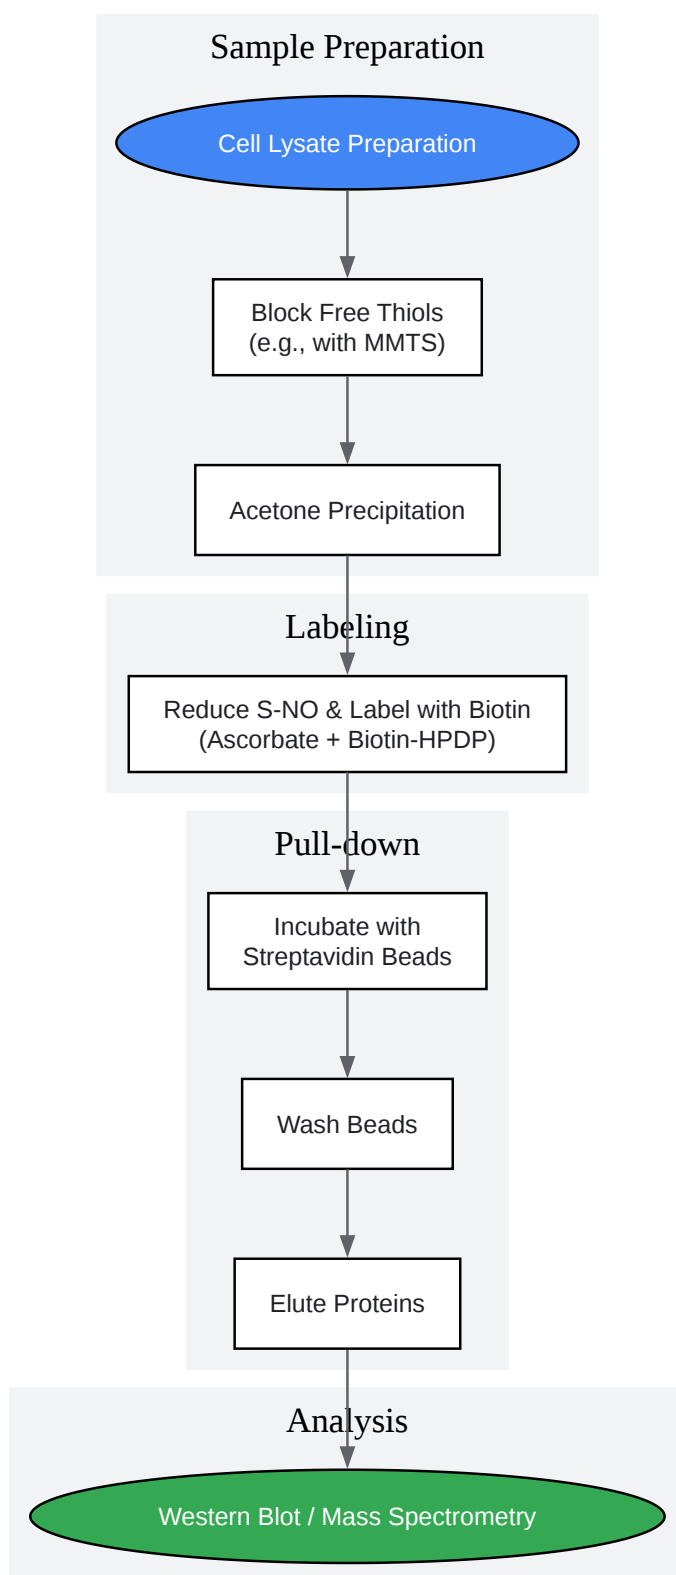 Sample Preparation
Cell Lysate Preparation
Block Free Thiols
(e.g., with MMTS)
Acetone Precipitation
Labeling
Reduce S-NO & Label with Biotin
(Ascorbate + Biotin-HPDP)
Pull-down
Incubate with
Streptavidin Beads
Wash Beads
Elute Proteins
Analysis
Western Blot / Mass Spectrometry